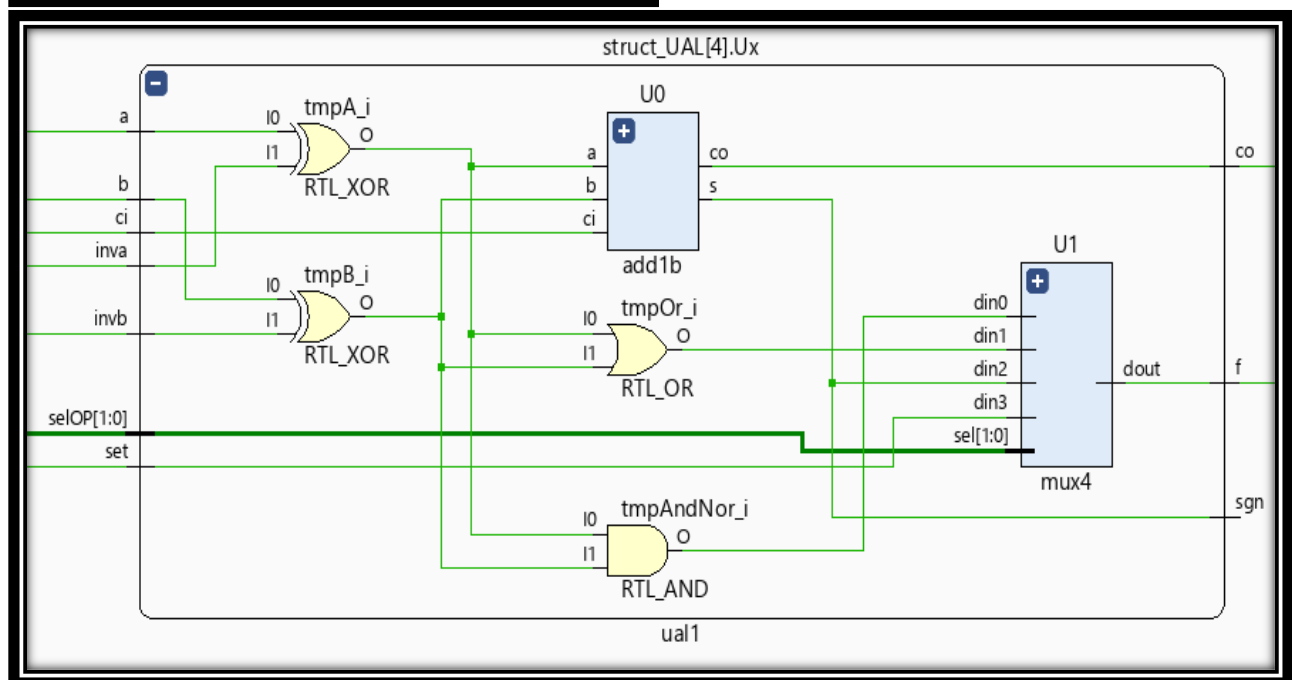 struct_UAL[4].Ux
a
b
ci
inva
invb
selOP[1:0]
set
tmpA_i
I0
I1
O
RTL_XOR
tmpB_i
I0
I1
O
RTL_XOR
U0
a
b
ci
co
s
add1b
tmpOr_i
I0
I1
O
RTL_OR
tmpAndNor_i
I0
I1
O
RTL_AND
U1
din0
din1
din2
din3
sel[1:0]
dout
mux4
co
f
sgn
ual1